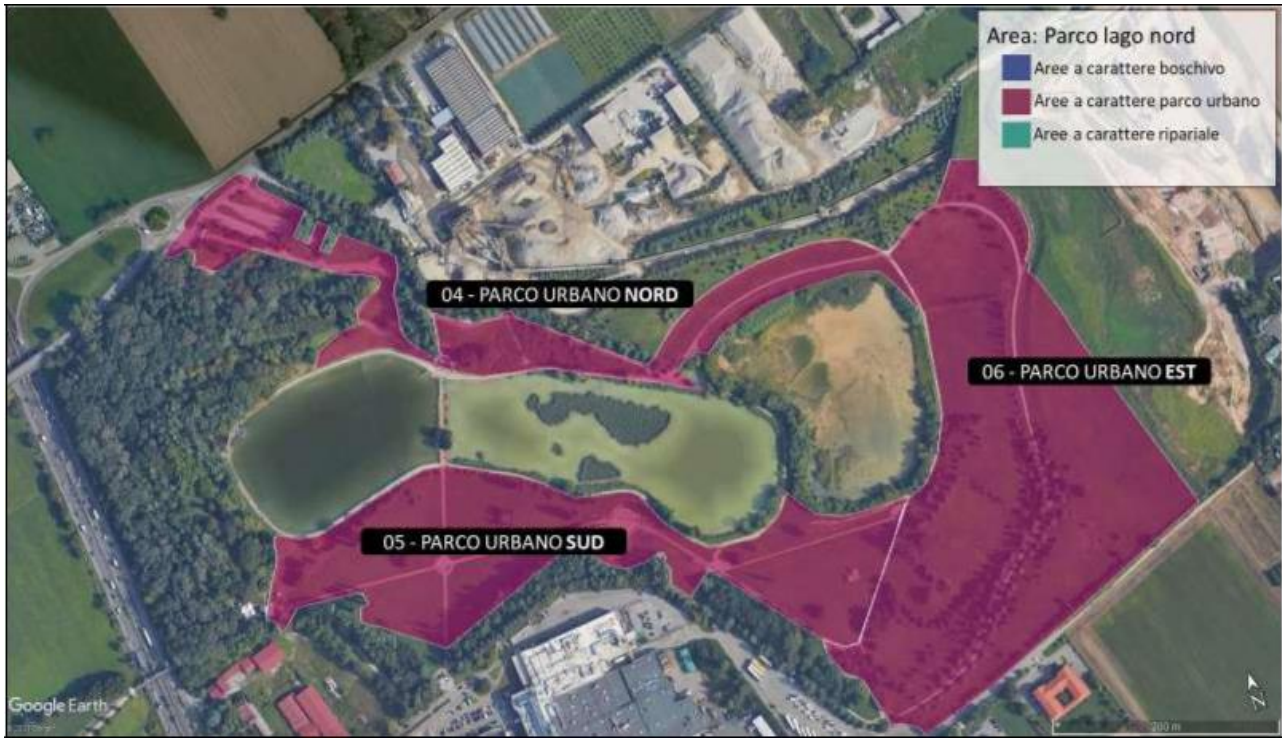 Area: Parco lago nord
Aree a carattere boschivo
Aree a carattere parco urbano
Aree a carattere ripariale
04 - PARCO URBANO NORD
06 - PARCO URBANO EST
05 - PARCO URBANO SUD
Google Earth
N
200 m